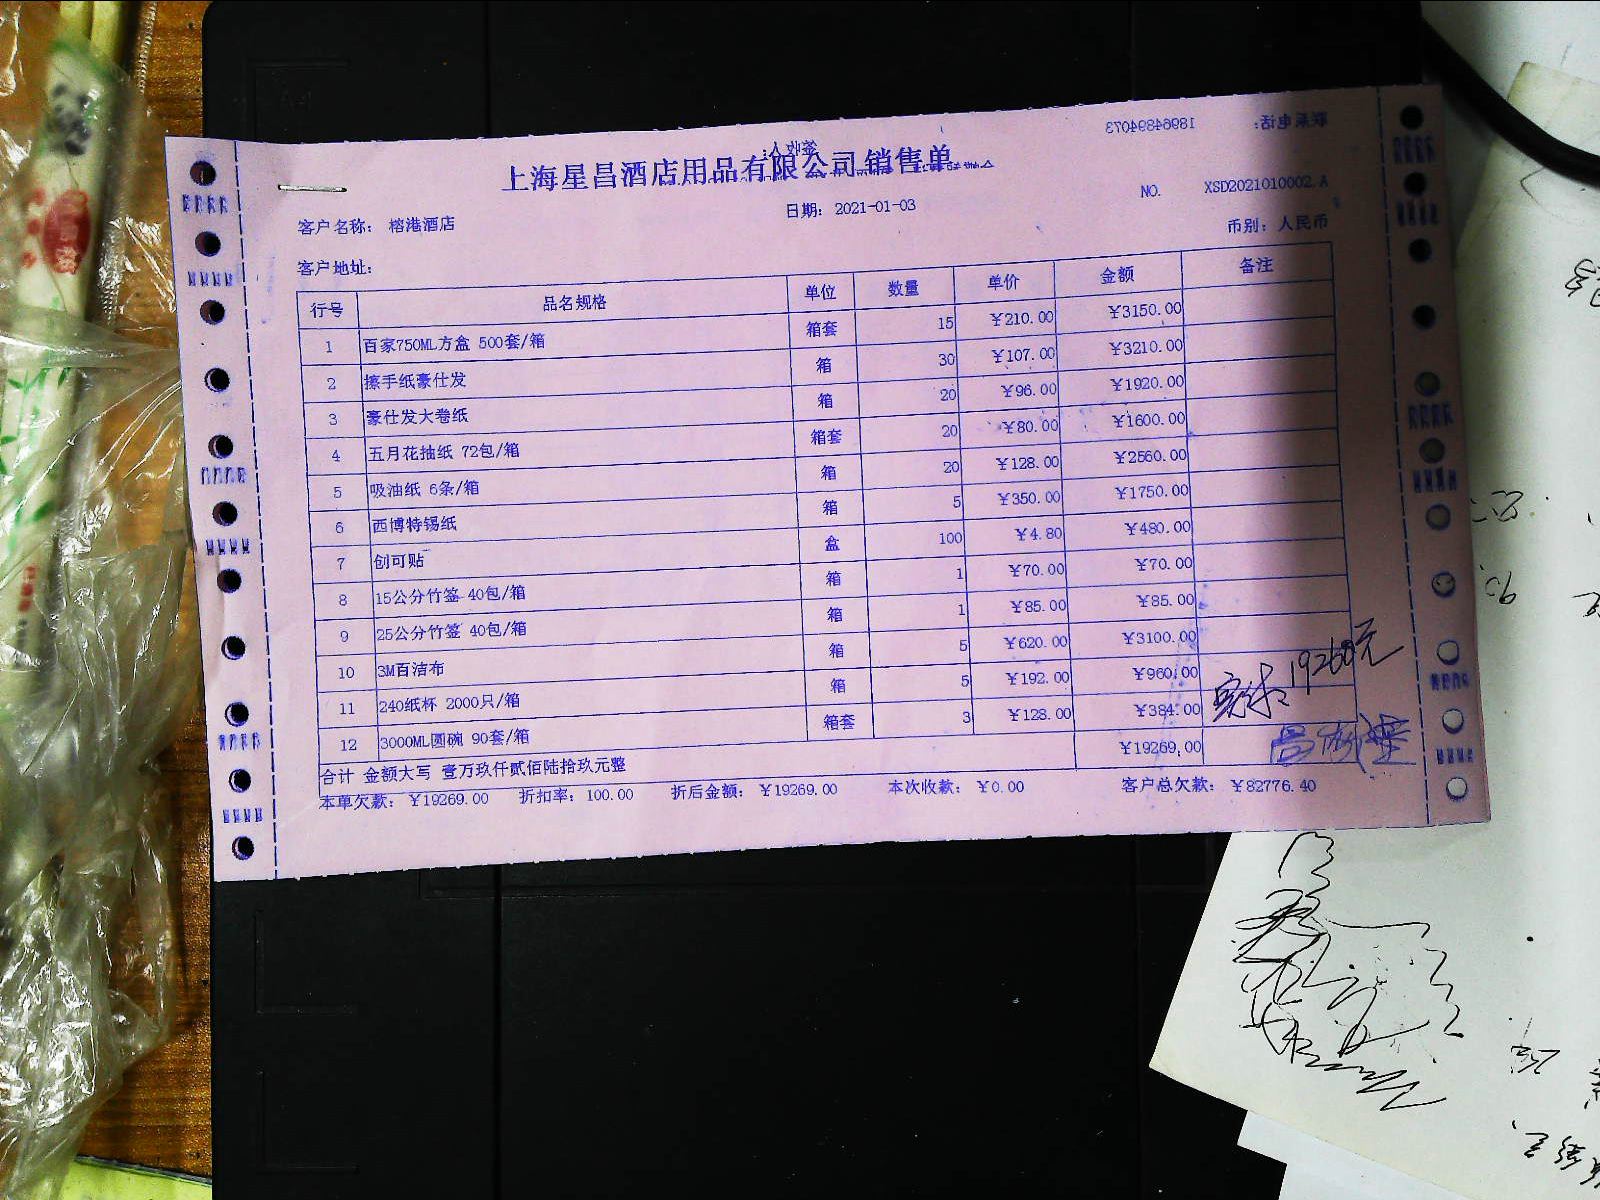 上海星昌酒店用品有限公司销售单
联系电话: 18964894073
签收人:
NO. XSD2021010002.A
客户名称: 榕港酒店 日期: 2021-01-03 币别: 人民币
客户地址:
行号 品名规格 单位 数量 单价 金额 备注
1 百家750ML方盒 500套/箱 箱套 15 ¥210.00 ¥3150.00
2 擦手纸豪仕发 箱 30 ¥107.00 ¥3210.00
3 豪仕发大卷纸 箱 20 ¥96.00 ¥1920.00
4 五月花抽纸 72包/箱 箱套 20 ¥80.00 ¥1600.00
5 吸油纸 6条/箱 箱 20 ¥128.00 ¥2560.00
6 西博特锡纸 箱 5 ¥350.00 ¥1750.00
7 创可贴 盒 100 ¥4.80 ¥480.00
8 15公分竹签 40包/箱 箱 1 ¥70.00 ¥70.00
9 25公分竹签 40包/箱 箱 1 ¥85.00 ¥85.00
10 3M百洁布 箱 5 ¥620.00 ¥3100.00
11 240纸杯 2000只/箱 箱 5 ¥192.00 ¥960.00
12 3000ML圆碗 90套/箱 箱套 3 ¥128.00 ¥384.00
合计 金额大写 壹万玖仟贰佰陆拾玖元整 ¥19269.00
19260元
本单欠款: ¥19269.00 折扣率: 100.00 折后金额: ¥19269.00 本次收款: ¥0.00 客户总欠款: ¥82776.40